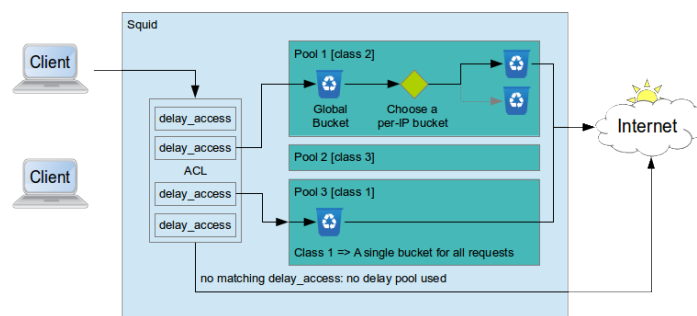 Squid
Client
Pool 1 [class 2]
Global
Bucket
Choose a
per-IP bucket
delay_access
delay_access
ACL
delay_access
delay_access
Internet
Pool 2 [class 3]
Client
Pool 3 [class 1]
Class 1 => A single bucket for all requests
no matching delay_access: no delay pool used